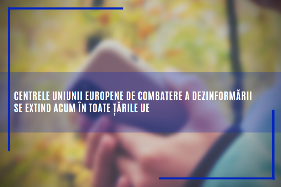 CENTRELE UNIUNII EUROPENE DE COMBATERE A DEZINFORMĂRII
SE EXTIND ACUM ÎN TOATE ȚĂRILE UE